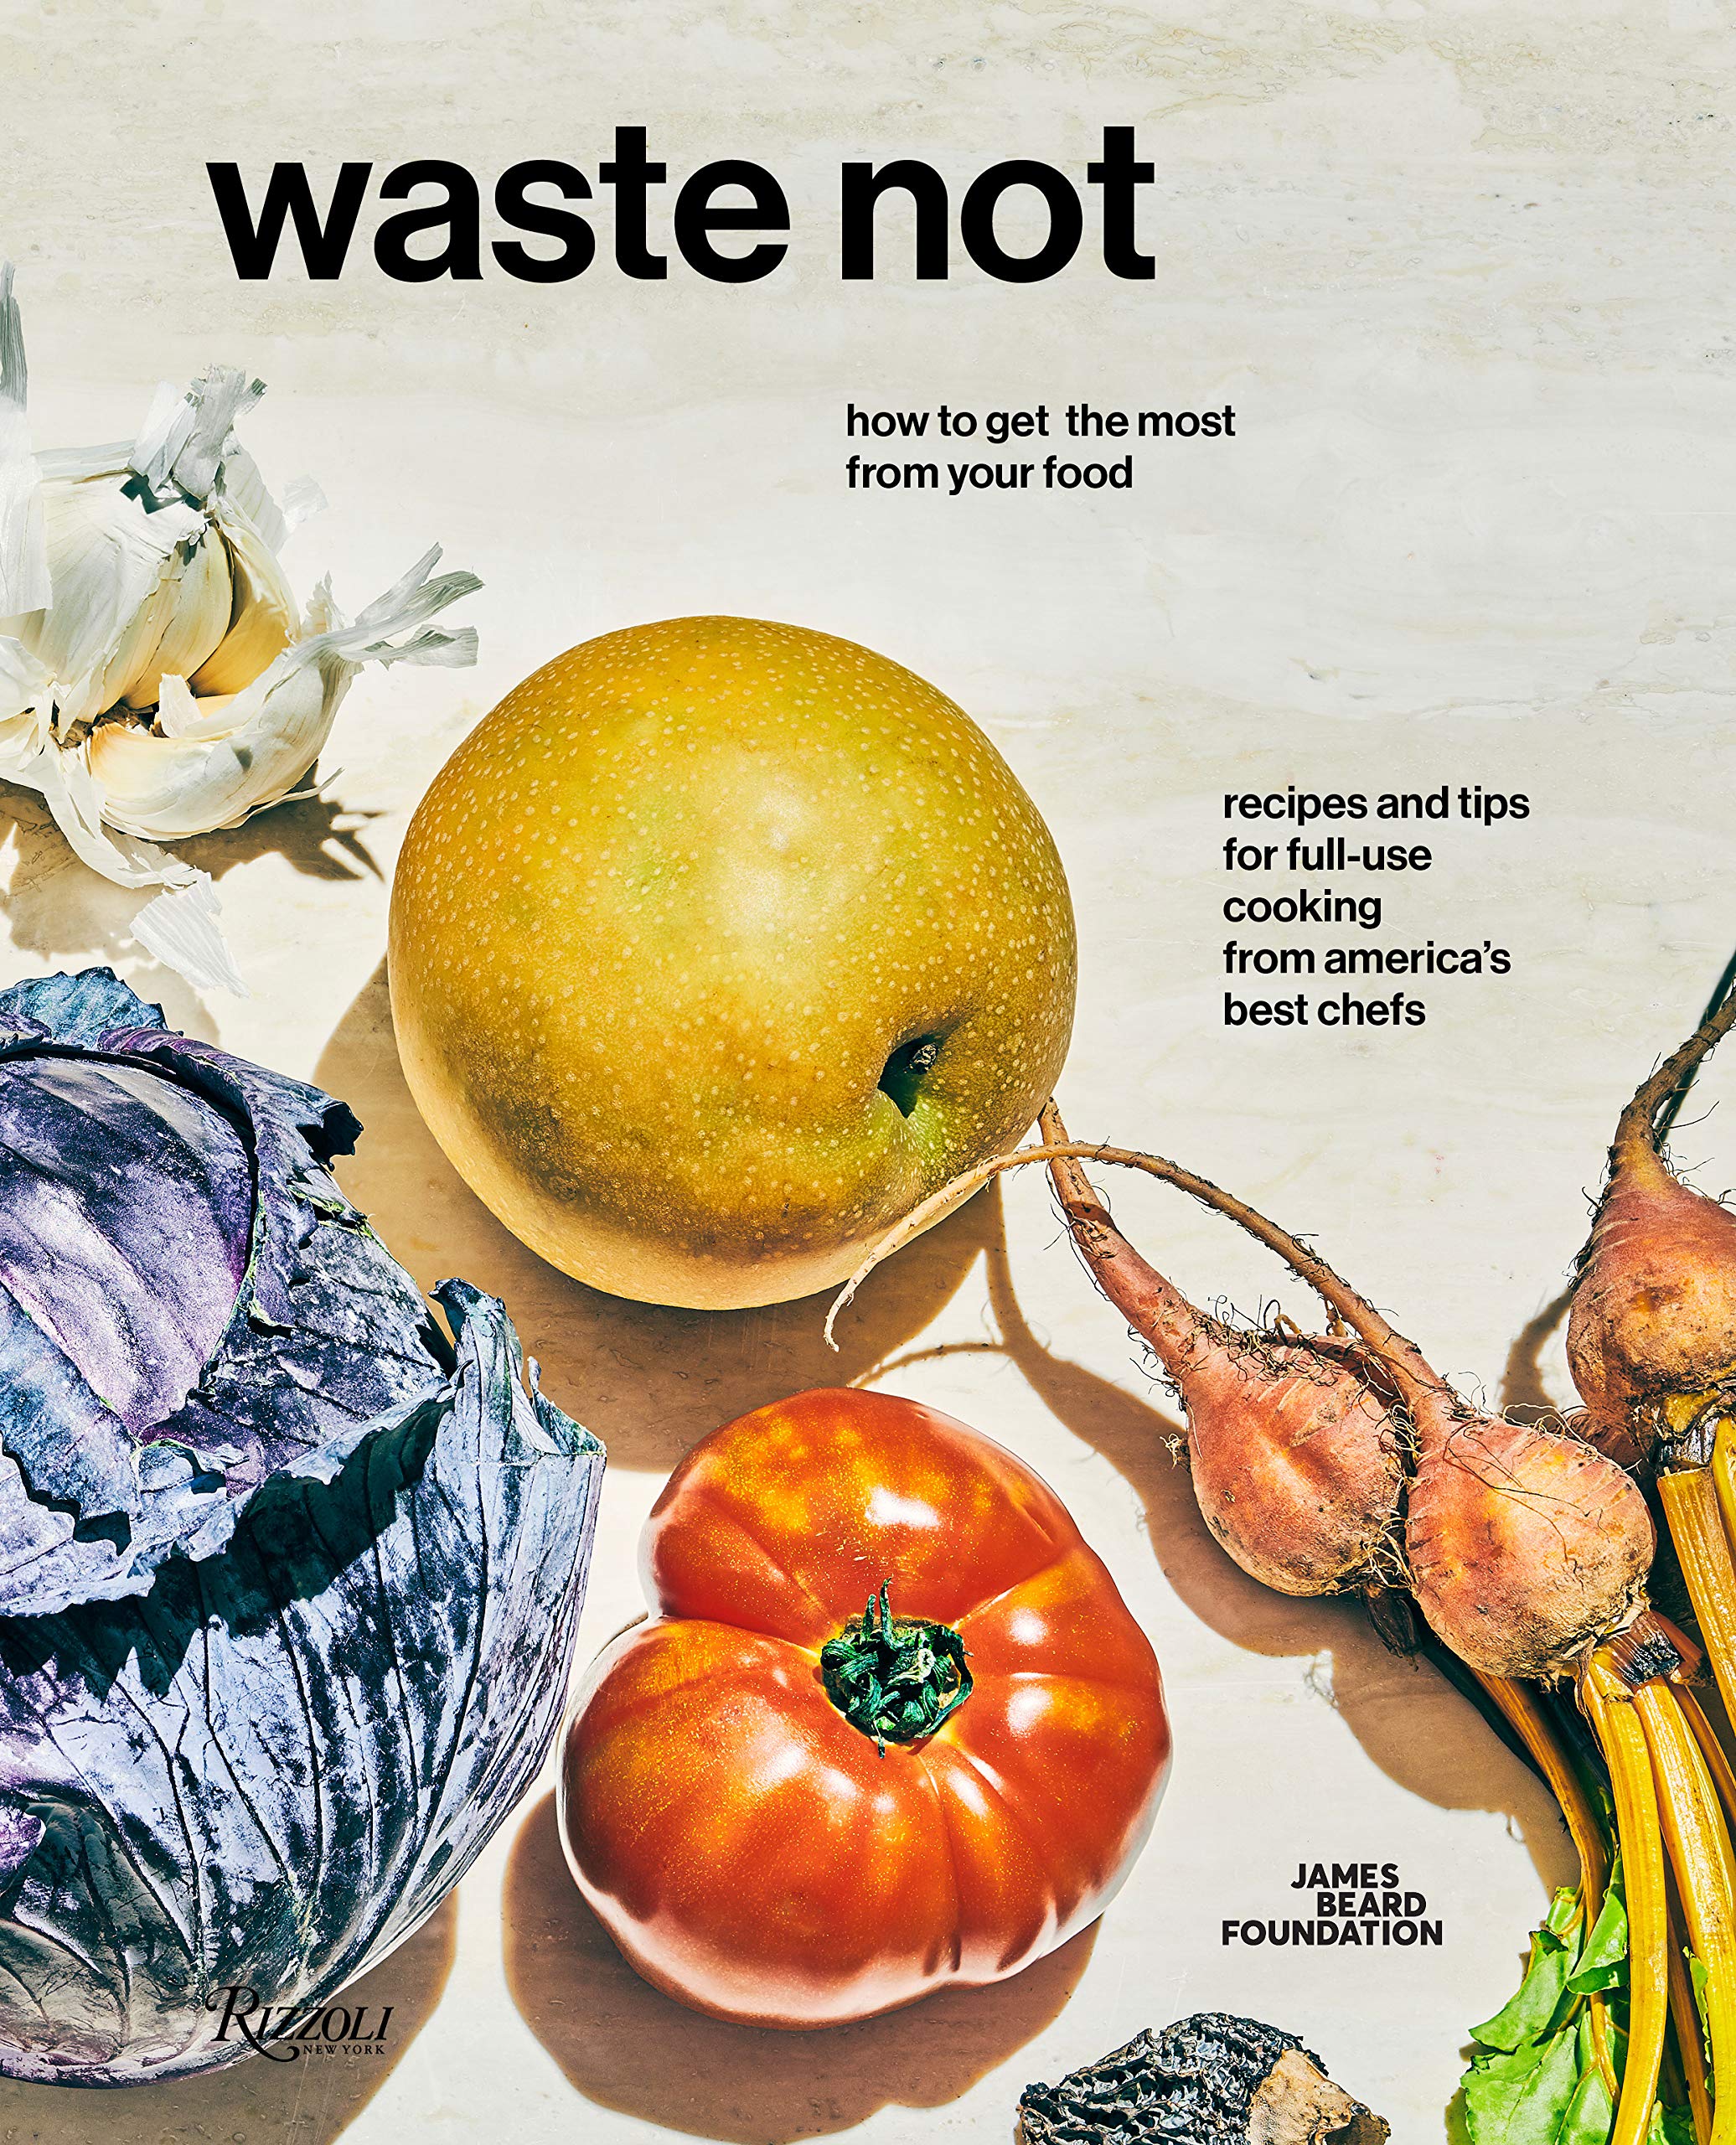 waste not
how to get the most
from your food
recipes and tips
for full-use
cooking
from america’s
best chefs
JAMES
BEARD
FOUNDATION
RIZZOLI
NEW YORK